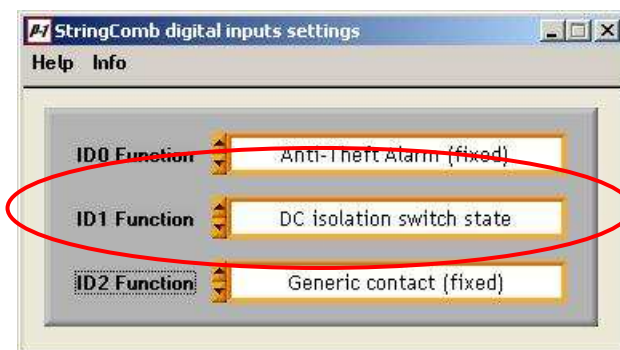 StringComb digital inputs settings
Help Info
ID0 Function Anti-Theft Alarm (fixed)
ID1 Function DC isolation switch state
ID2 Function Generic contact (fixed)